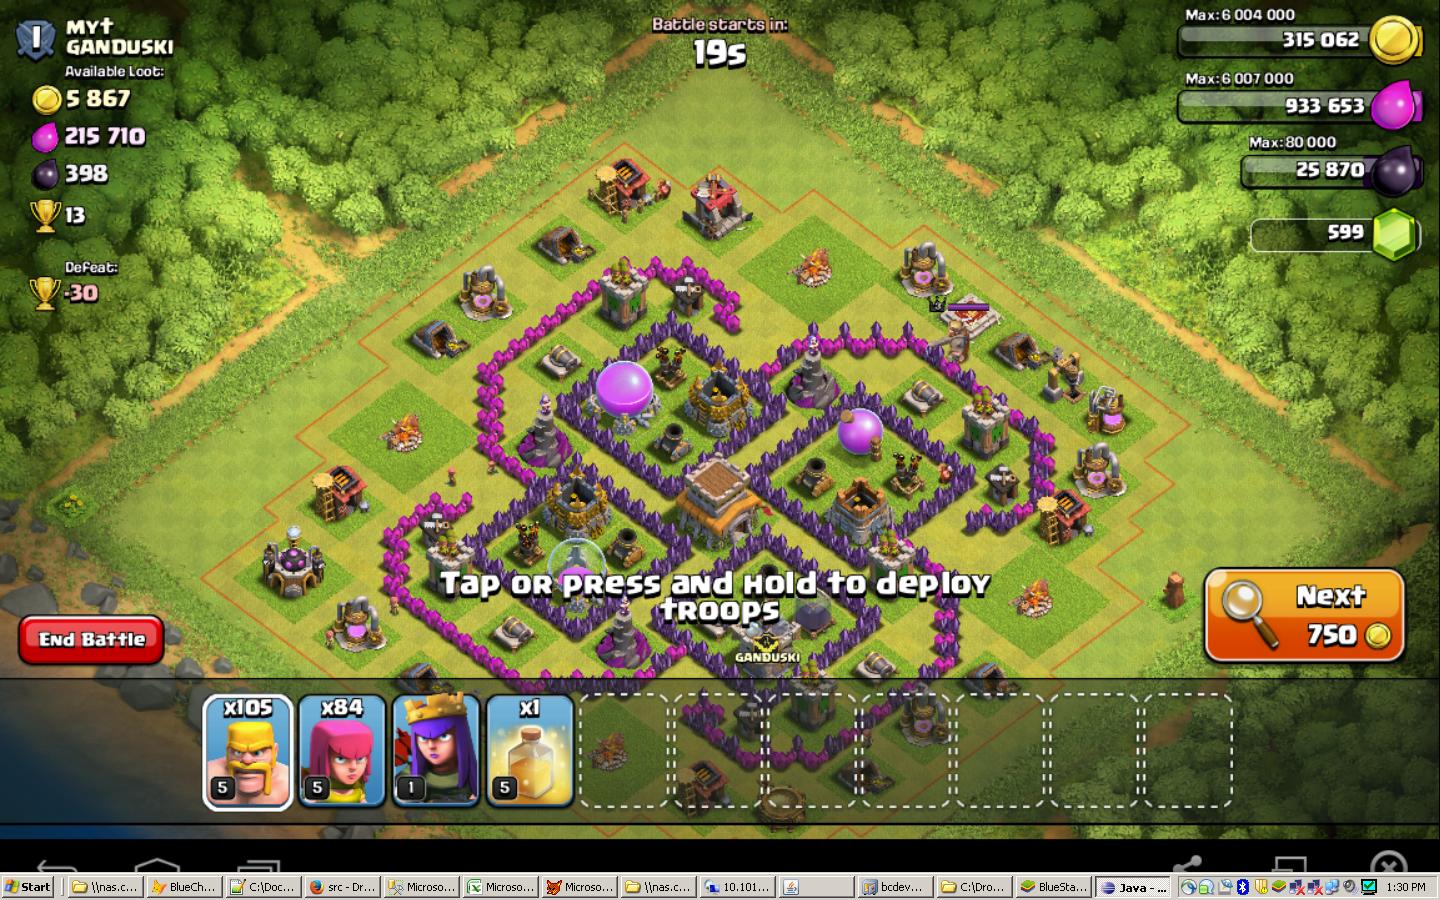 MYt
GANDUSKI
Available Loot:
5 867
215 710
398
13
Defeat:
-30
Battle starts in:
19s
Max: 6 004 000
315 062
Max: 6 007 000
933 653
Max: 80 000
25 870
599
Tap or press and hold to deploy
troops
GANDUSKI
End Battle
Next
750
x105
5
x84
5
1
x1
5
Start
\\nas.c...
BlueCh...
C:\Doc...
src - Dr...
Microso...
Microso...
Microso...
\\nas.c...
10.101...
bcdev...
C:\Dro...
BlueSta...
Java - ...
1:30 PM